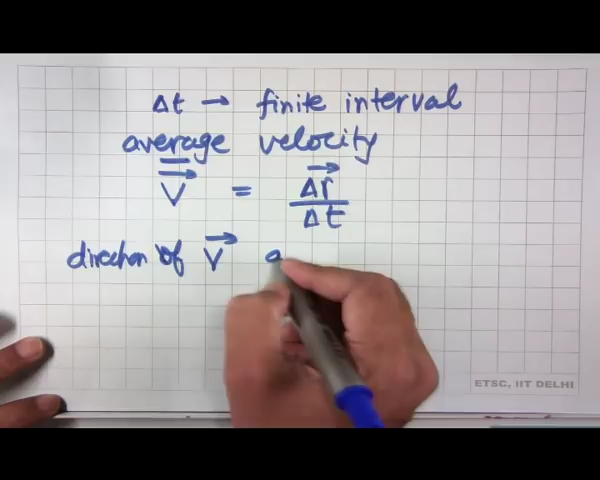 Δt → finite interval
average velocity
V⃗ = Δr⃗ / Δt
direction of V⃗ a
ETSC, IIT DELHI